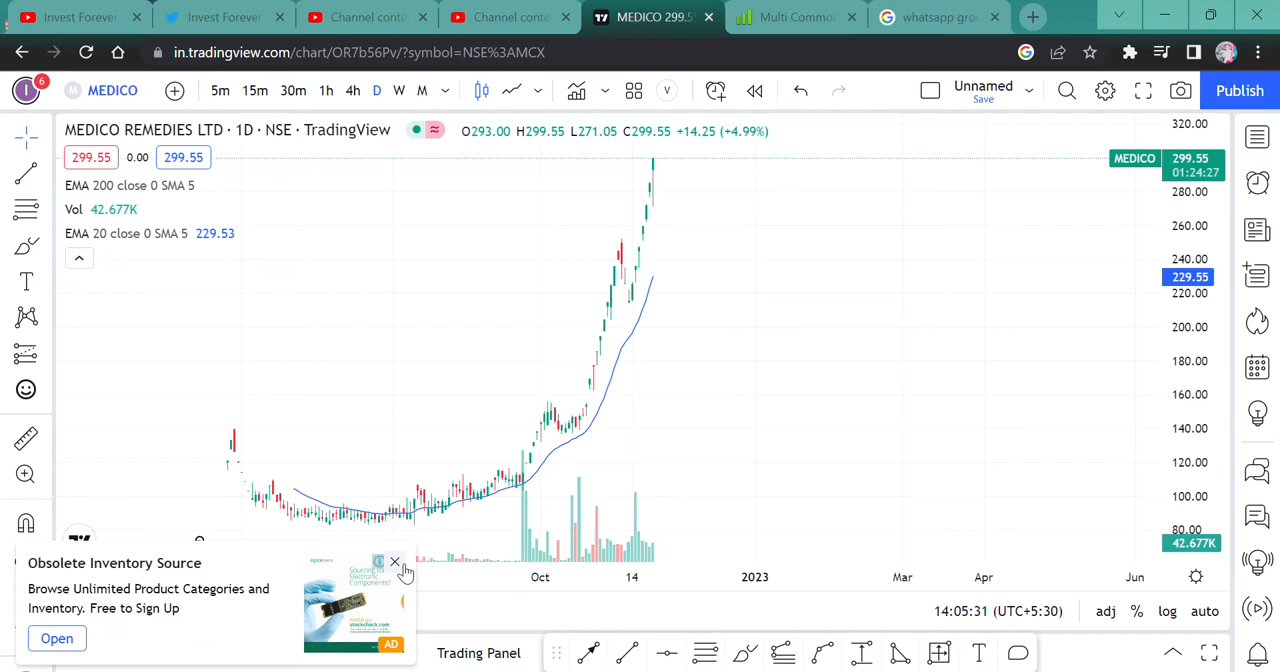 Invest Forever
Invest Forever
Channel conte
Channel conte
MEDICO 299.5
Multi Commo
whatsapp gro
in.tradingview.com/chart/OR7b56Pv/?symbol=NSE%3AMCX
I 6 M MEDICO 5m 15m 30m 1h 4h D W M V Unnamed Save Publish
MEDICO REMEDIES LTD · 1D · NSE · TradingView O293.00 H299.55 L271.05 C299.55 +14.25 (+4.99%)
299.55 0.00 299.55
EMA 200 close 0 SMA 5
Vol 42.677K
EMA 20 close 0 SMA 5 229.53
320.00
MEDICO 299.55
01:24:27
280.00
260.00
240.00
229.55
220.00
200.00
180.00
160.00
140.00
120.00
100.00
80.00
42.677K
Oct 14 2023 Mar Apr Jun
14:05:31 (UTC+5:30) adj % log auto
Obsolete Inventory Source
Browse Unlimited Product Categories and
Inventory. Free to Sign Up
Open
Sourcing
Electronic
Components?
stockcheck.com
AD
Trading Panel